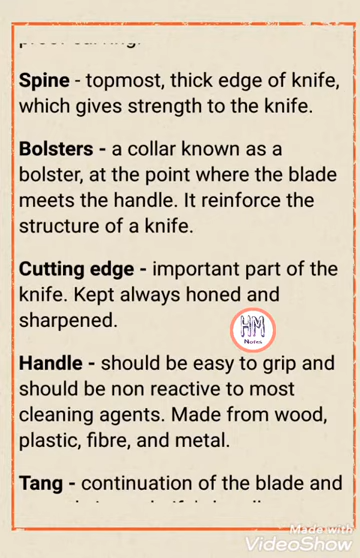 Spine - topmost, thick edge of knife,
which gives strength to the knife.
Bolsters - a collar known as a
bolster, at the point where the blade
meets the handle. It reinforce the
structure of a knife.
Cutting edge - important part of the
knife. Kept always honed and
sharpened.
HM
Notes
Handle - should be easy to grip and
should be non reactive to most
cleaning agents. Made from wood,
plastic, fibre, and metal.
Tang - continuation of the blade and
Made with
VideoShow